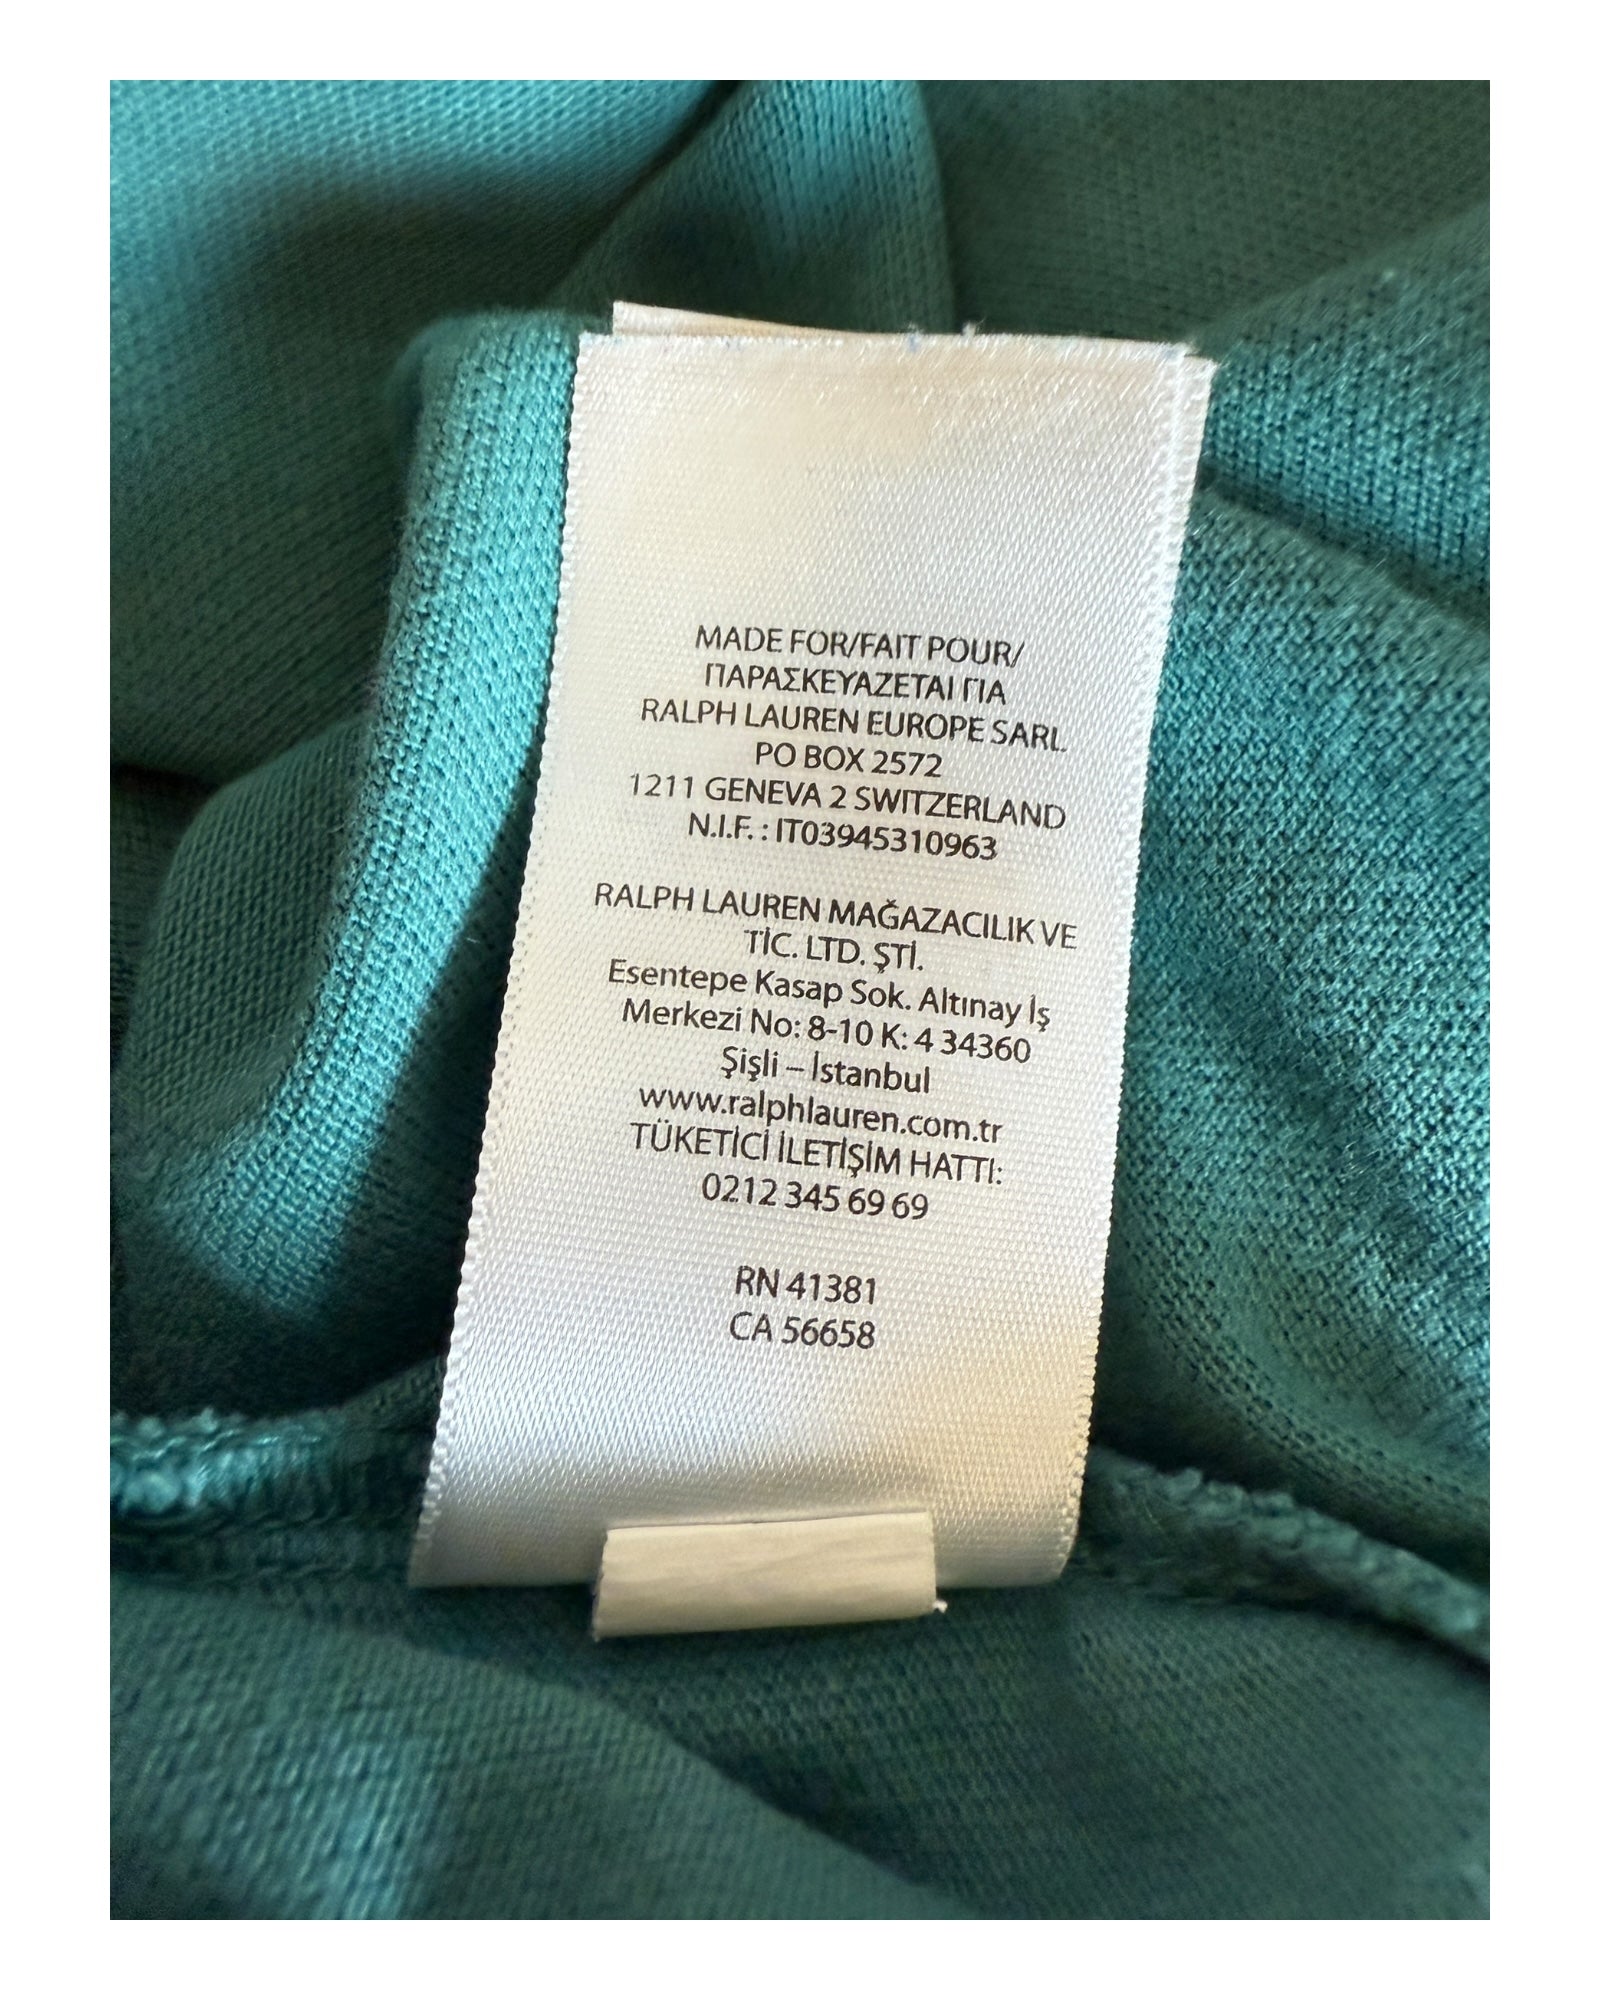 MADE FOR/FAIT POUR/
ΠΑΡΑΣΚΕΥΑΖΕΤΑΙ ΓΙΑ
RALPH LAUREN EUROPE SARL
PO BOX 2572
1211 GENEVA 2 SWITZERLAND
N.I.F. : IT03945310963
RALPH LAUREN MAĞAZACILIK VE
TİC. LTD. ŞTİ.
Esentepe Kasap Sok. Altınay İş
Merkezi No: 8-10 K: 4 34360
Şişli – İstanbul
www.ralphlauren.com.tr
TÜKETİCİ İLETİŞİM HATTI:
0212 345 69 69
RN 41381
CA 56658